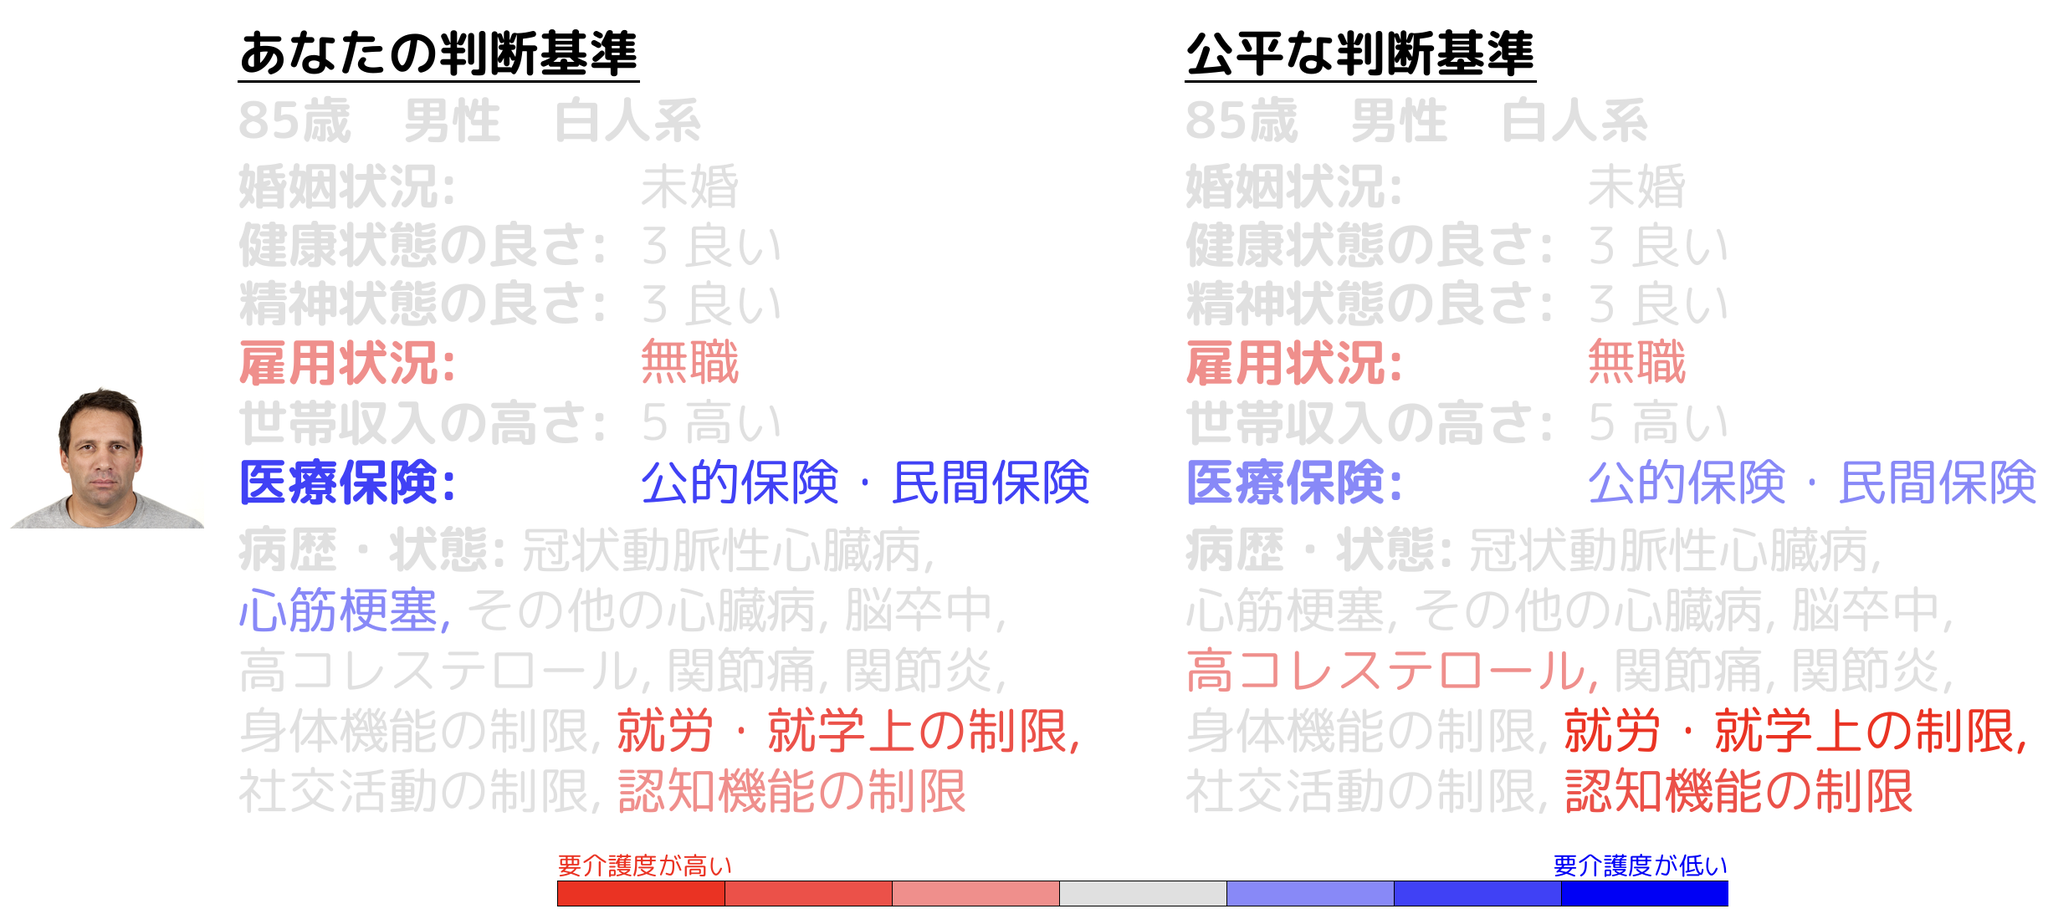 あなたの判断基準
85歳　男性　白人系
婚姻状況: 未婚
健康状態の良さ: 3 良い
精神状態の良さ: 3 良い
雇用状況: 無職
世帯収入の高さ: 5 高い
医療保険: 公的保険・民間保険
病歴・状態: 冠状動脈性心臓病,
心筋梗塞, その他の心臓病, 脳卒中,
高コレステロール, 関節痛, 関節炎,
身体機能の制限, 就労・就学上の制限,
社交活動の制限, 認知機能の制限
公平な判断基準
85歳　男性　白人系
婚姻状況: 未婚
健康状態の良さ: 3 良い
精神状態の良さ: 3 良い
雇用状況: 無職
世帯収入の高さ: 5 高い
医療保険: 公的保険・民間保険
病歴・状態: 冠状動脈性心臓病,
心筋梗塞, その他の心臓病, 脳卒中,
高コレステロール, 関節痛, 関節炎,
身体機能の制限, 就労・就学上の制限,
社交活動の制限, 認知機能の制限
要介護度が高い
要介護度が低い